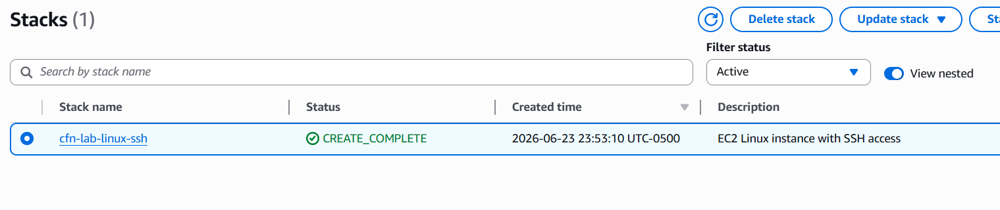 Stacks (1)
Delete stack
Update stack
Filter status
Search by stack name
Active
View nested
Stack name Status Created time Description
cfn-lab-linux-ssh CREATE_COMPLETE 2026-06-23 23:53:10 UTC-0500 EC2 Linux instance with SSH access